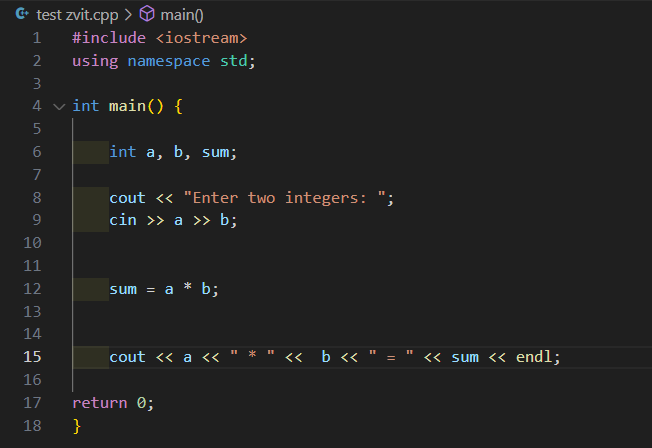 test zvit.cpp > main()
1 #include <iostream>
2 using namespace std;
3
4 int main() {
5
6 int a, b, sum;
7
8 cout << "Enter two integers: ";
9 cin >> a >> b;
10
11
12 sum = a * b;
13
14
15 cout << a << " * " <<  b << " = " << sum << endl;
16
17 return 0;
18 }